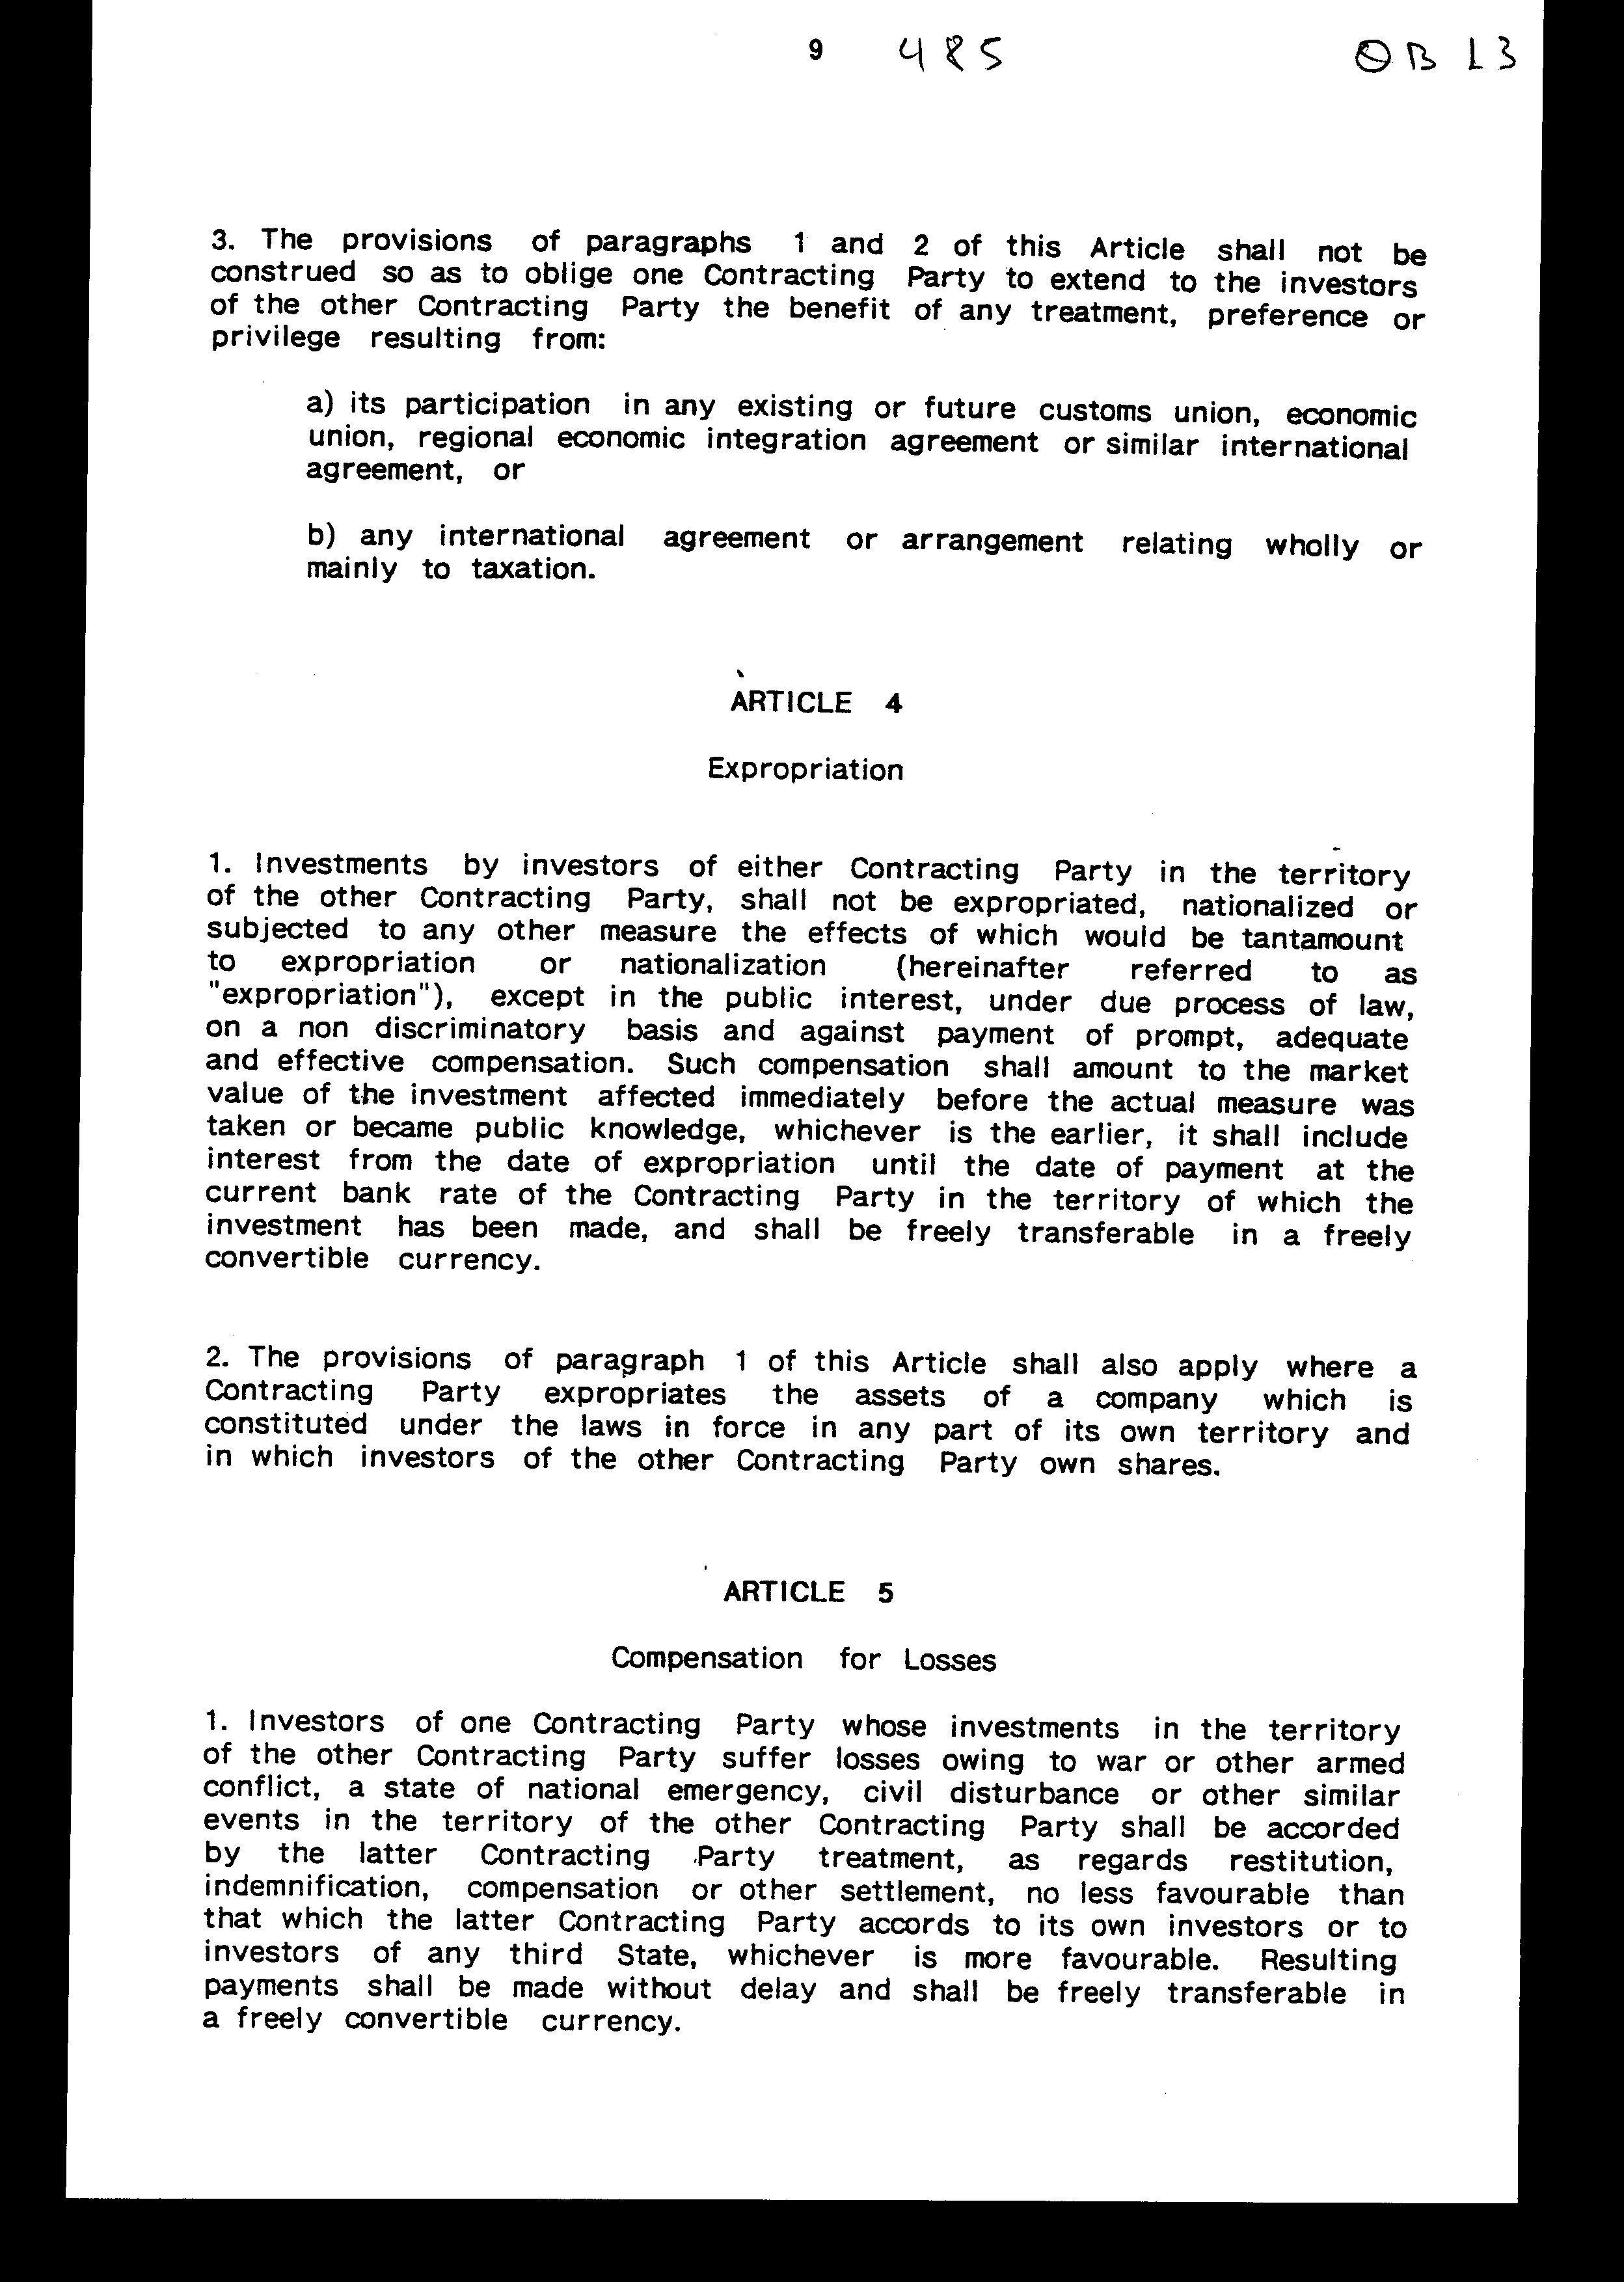 9 485 OB L3
3. The provisions of paragraphs 1 and 2 of this Article shall not be
construed so as to oblige one Contracting Party to extend to the investors
of the other Contracting Party the benefit of any treatment, preference or
privilege resulting from:
a) its participation in any existing or future customs union, economic
union, regional economic integration agreement or similar international
agreement, or
b) any international agreement or arrangement relating wholly or
mainly to taxation.
ARTICLE 4
Expropriation
1. Investments by investors of either Contracting Party in the territory
of the other Contracting Party, shall not be expropriated, nationalized or
subjected to any other measure the effects of which would be tantamount
to expropriation or nationalization (hereinafter referred to as
"expropriation"), except in the public interest, under due process of law,
on a non discriminatory basis and against payment of prompt, adequate
and effective compensation. Such compensation shall amount to the market
value of the investment affected immediately before the actual measure was
taken or became public knowledge, whichever is the earlier, it shall include
interest from the date of expropriation until the date of payment at the
current bank rate of the Contracting Party in the territory of which the
investment has been made, and shall be freely transferable in a freely
convertible currency.
2. The provisions of paragraph 1 of this Article shall also apply where a
Contracting Party expropriates the assets of a company which is
constituted under the laws in force in any part of its own territory and
in which investors of the other Contracting Party own shares.
ARTICLE 5
Compensation for Losses
1. Investors of one Contracting Party whose investments in the territory
of the other Contracting Party suffer losses owing to war or other armed
conflict, a state of national emergency, civil disturbance or other similar
events in the territory of the other Contracting Party shall be accorded
by the latter Contracting Party treatment, as regards restitution,
indemnification, compensation or other settlement, no less favourable than
that which the latter Contracting Party accords to its own investors or to
investors of any third State, whichever is more favourable. Resulting
payments shall be made without delay and shall be freely transferable in
a freely convertible currency.